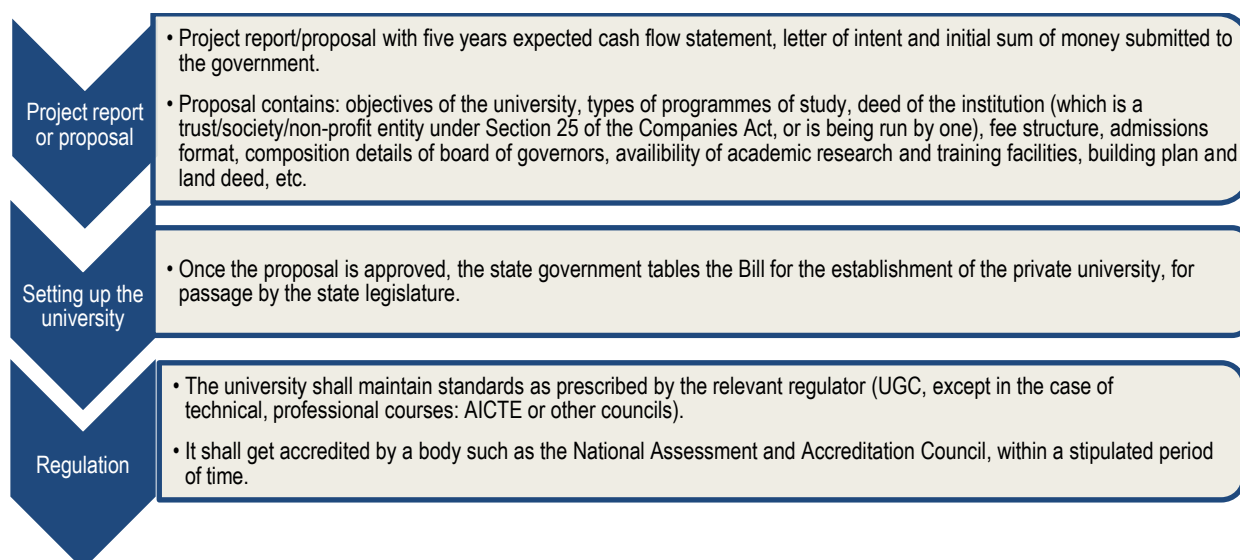 Project report
or proposal
• Project report/proposal with five years expected cash flow statement, letter of intent and initial sum of money submitted to
the government.
• Proposal contains: objectives of the university, types of programmes of study, deed of the institution (which is a
trust/society/non-profit entity under Section 25 of the Companies Act, or is being run by one), fee structure, admissions
format, composition details of board of governors, availibility of academic research and training facilities, building plan and
land deed, etc.
Setting up the
university
• Once the proposal is approved, the state government tables the Bill for the establishment of the private university, for
passage by the state legislature.
Regulation
• The university shall maintain standards as prescribed by the relevant regulator (UGC, except in the case of
technical, professional courses: AICTE or other councils).
• It shall get accredited by a body such as the National Assessment and Accreditation Council, within a stipulated period
of time.